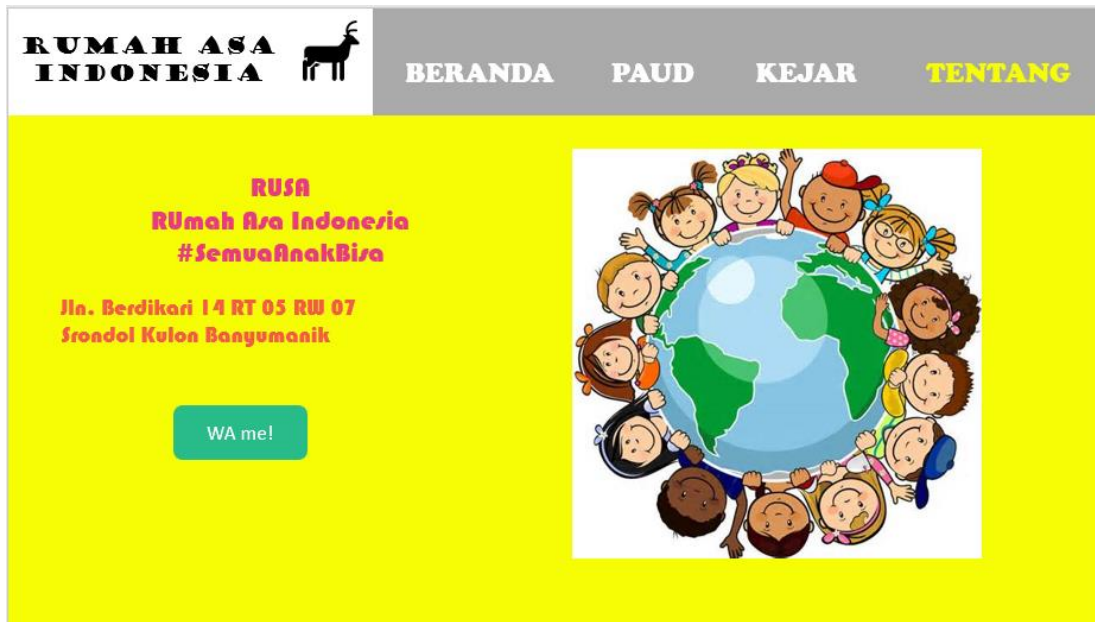 RUMAH ASA
INDONESIA
BERANDA PAUD KEJAR TENTANG
RUSA
RUmah Asa Indonesia
#SemuaAnakBisa
Jln. Berdikari 14 RT 05 RW 07
Srondol Kulon Banyumanik
WA me!